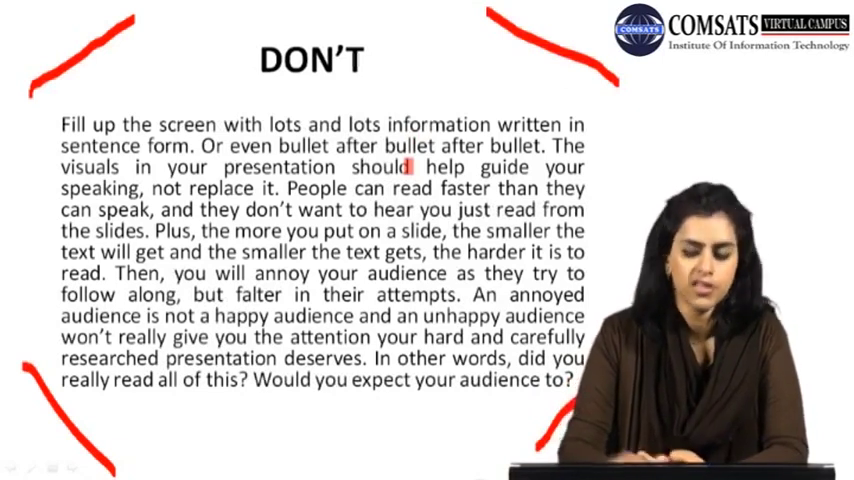 COMSATS VIRTUAL CAMPUS
COMSATS
Institute Of Information Technology
DON'T
Fill up the screen with lots and lots information written in
sentence form. Or even bullet after bullet after bullet. The
visuals in your presentation should help guide your
speaking, not replace it. People can read faster than they
can speak, and they don't want to hear you just read from
the slides. Plus, the more you put on a slide, the smaller the
text will get and the smaller the text gets, the harder it is to
read. Then, you will annoy your audience as they try to
follow along, but falter in their attempts. An annoyed
audience is not a happy audience and an unhappy audience
won't really give you the attention your hard and carefully
researched presentation deserves. In other words, did you
really read all of this? Would you expect your audience to?